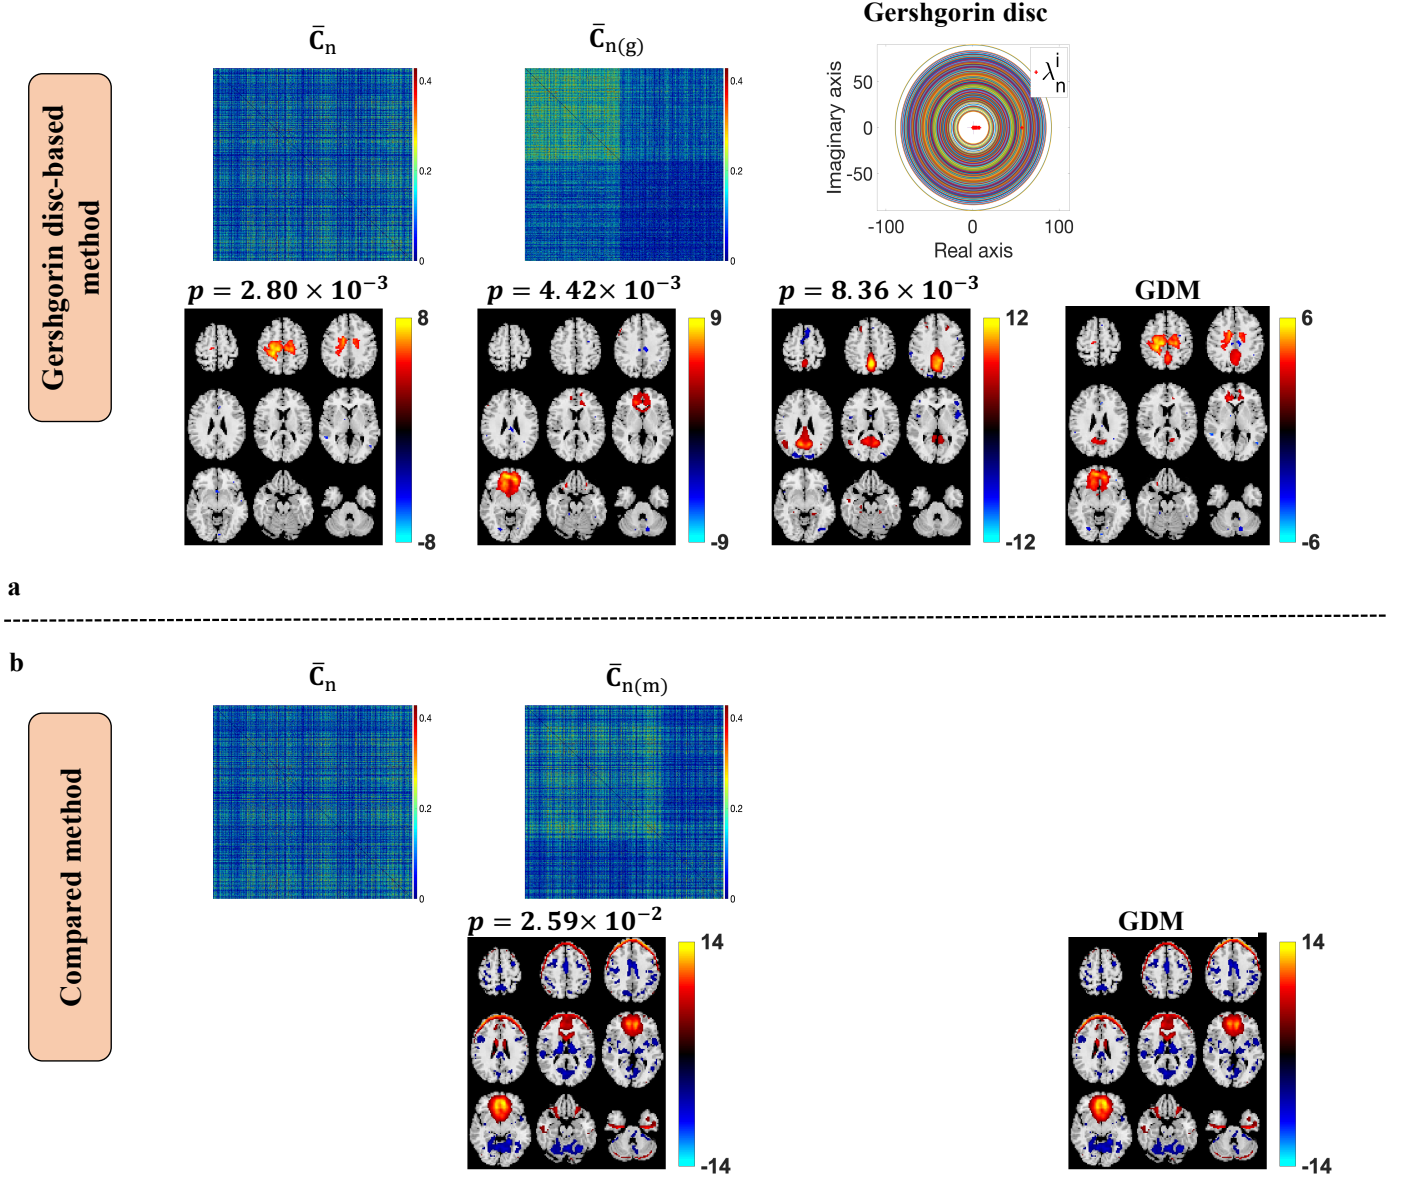 Gershgorin disc
C̄n
C̄n(g)
Gershgorin disc-based
method
0.4
0.2
0
0.4
0.2
0
Imaginary axis
50
0
-50
λ_n^i
-100 0 100
Real axis
p = 2.80 × 10⁻³
p = 4.42× 10⁻³
p = 8.36 × 10⁻³
GDM
8
-8
9
-9
12
-12
6
-6
a
b
C̄n
C̄n(m)
Compared method
0.4
0.2
0
0.4
0.2
0
p = 2.59× 10⁻²
GDM
14
-14
14
-14